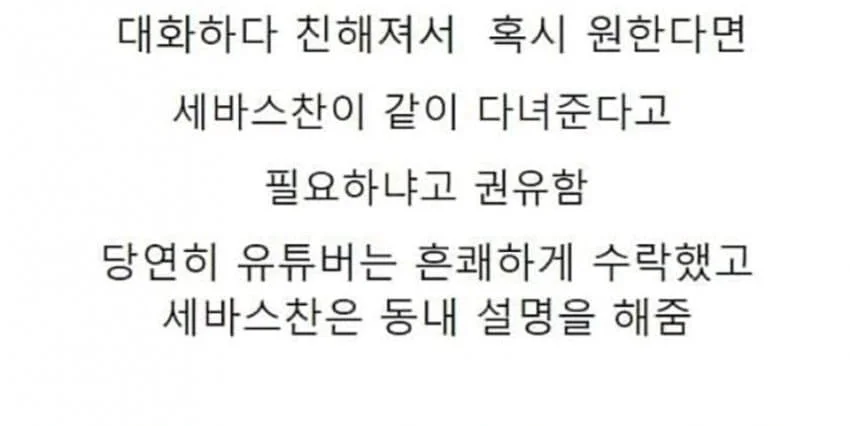 대화하다 친해져서 혹시 원한다면
세바스찬이 같이 다녀준다고
필요하냐고 권유함
당연히 유튜버는 흔쾌하게 수락했고
세바스찬은 동내 설명을 해줌